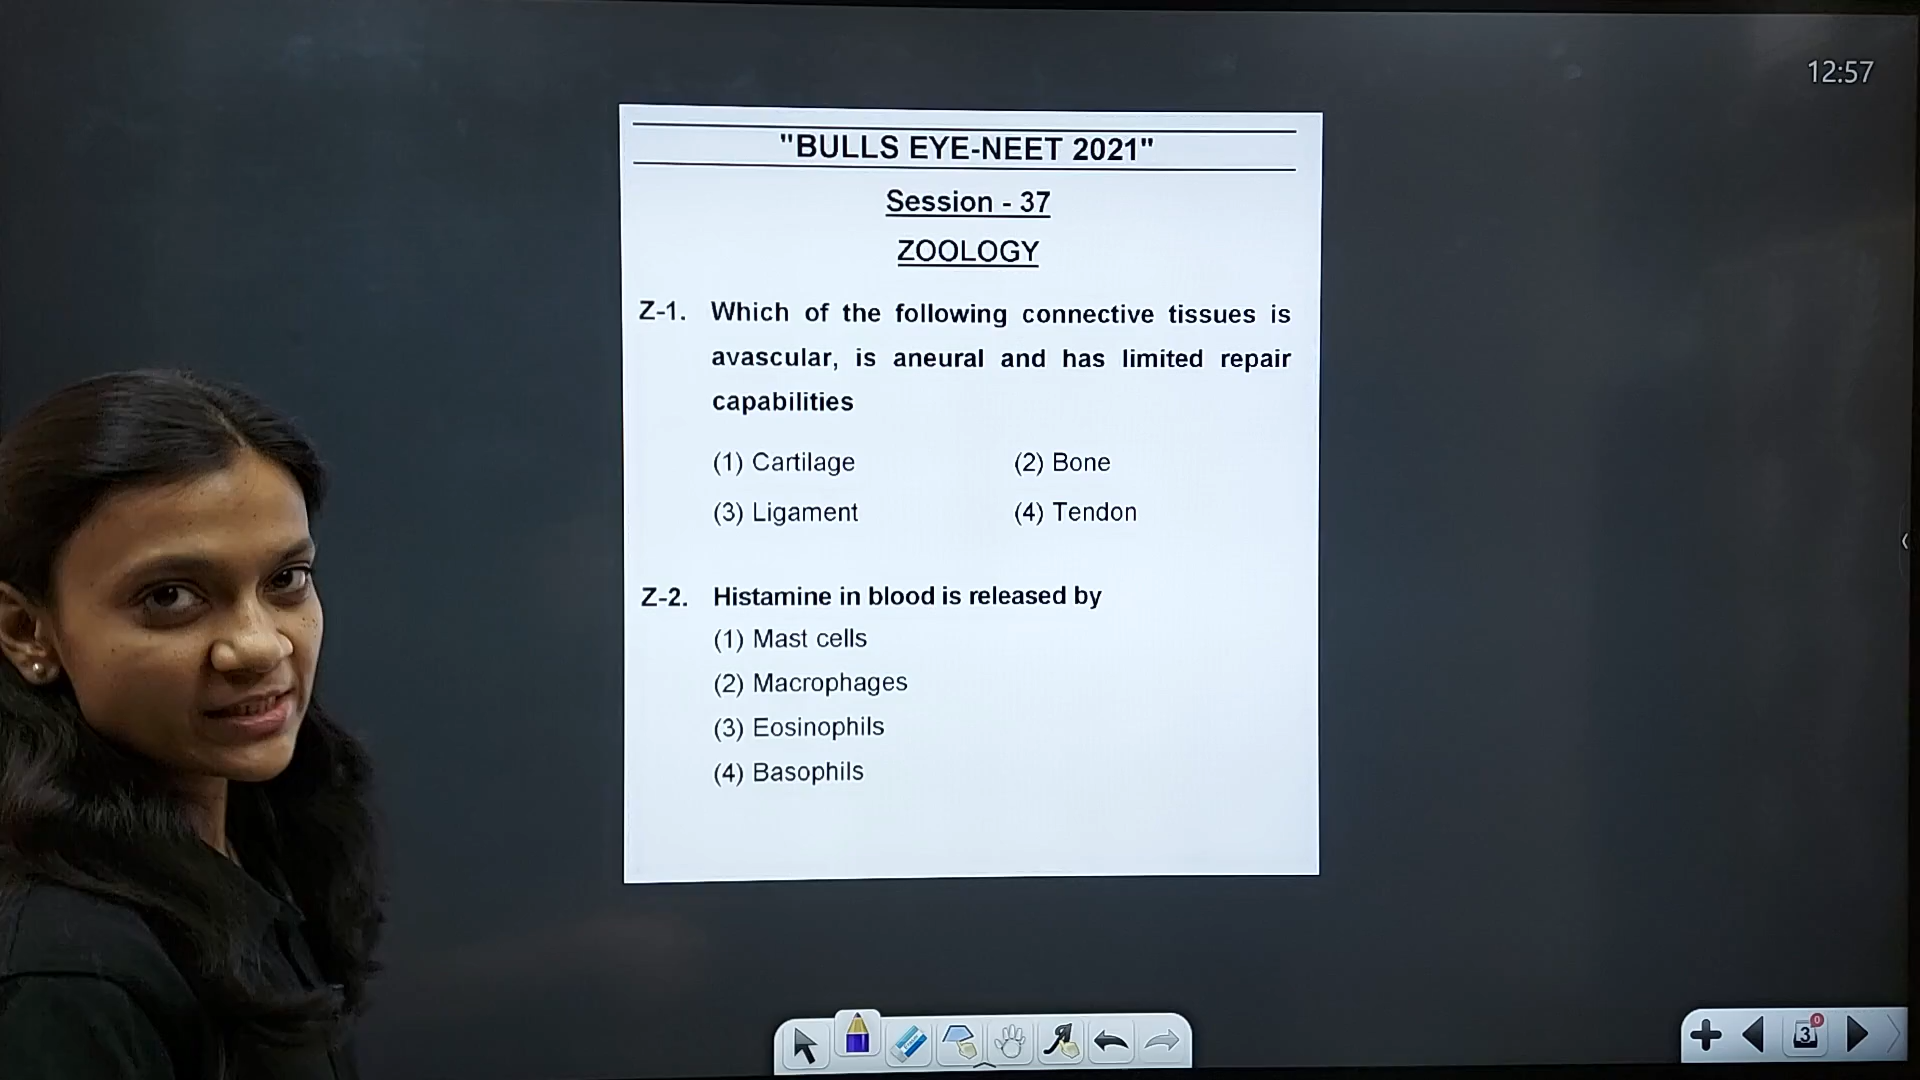 12:57
"BULLS EYE-NEET 2021"
Session - 37
ZOOLOGY
Z-1. Which of the following connective tissues is
avascular, is aneural and has limited repair
capabilities
(1) Cartilage (2) Bone
(3) Ligament (4) Tendon
Z-2. Histamine in blood is released by
(1) Mast cells
(2) Macrophages
(3) Eosinophils
(4) Basophils
3
0